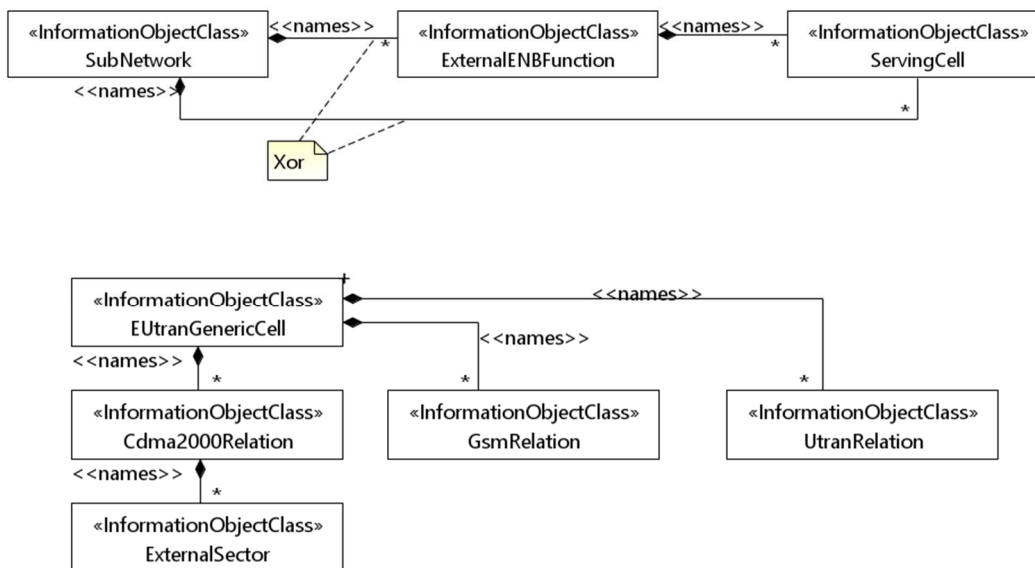 «InformationObjectClass»
SubNetwork
<<names>>
*
«InformationObjectClass»
ExternalENBFunction
<<names>>
*
«InformationObjectClass»
ServingCell
<<names>>
*
Xor
«InformationObjectClass»
EUtranGenericCell
<<names>>
<<names>>
<<names>>
*
*
*
«InformationObjectClass»
Cdma2000Relation
«InformationObjectClass»
GsmRelation
«InformationObjectClass»
UtranRelation
<<names>>
*
«InformationObjectClass»
ExternalSector